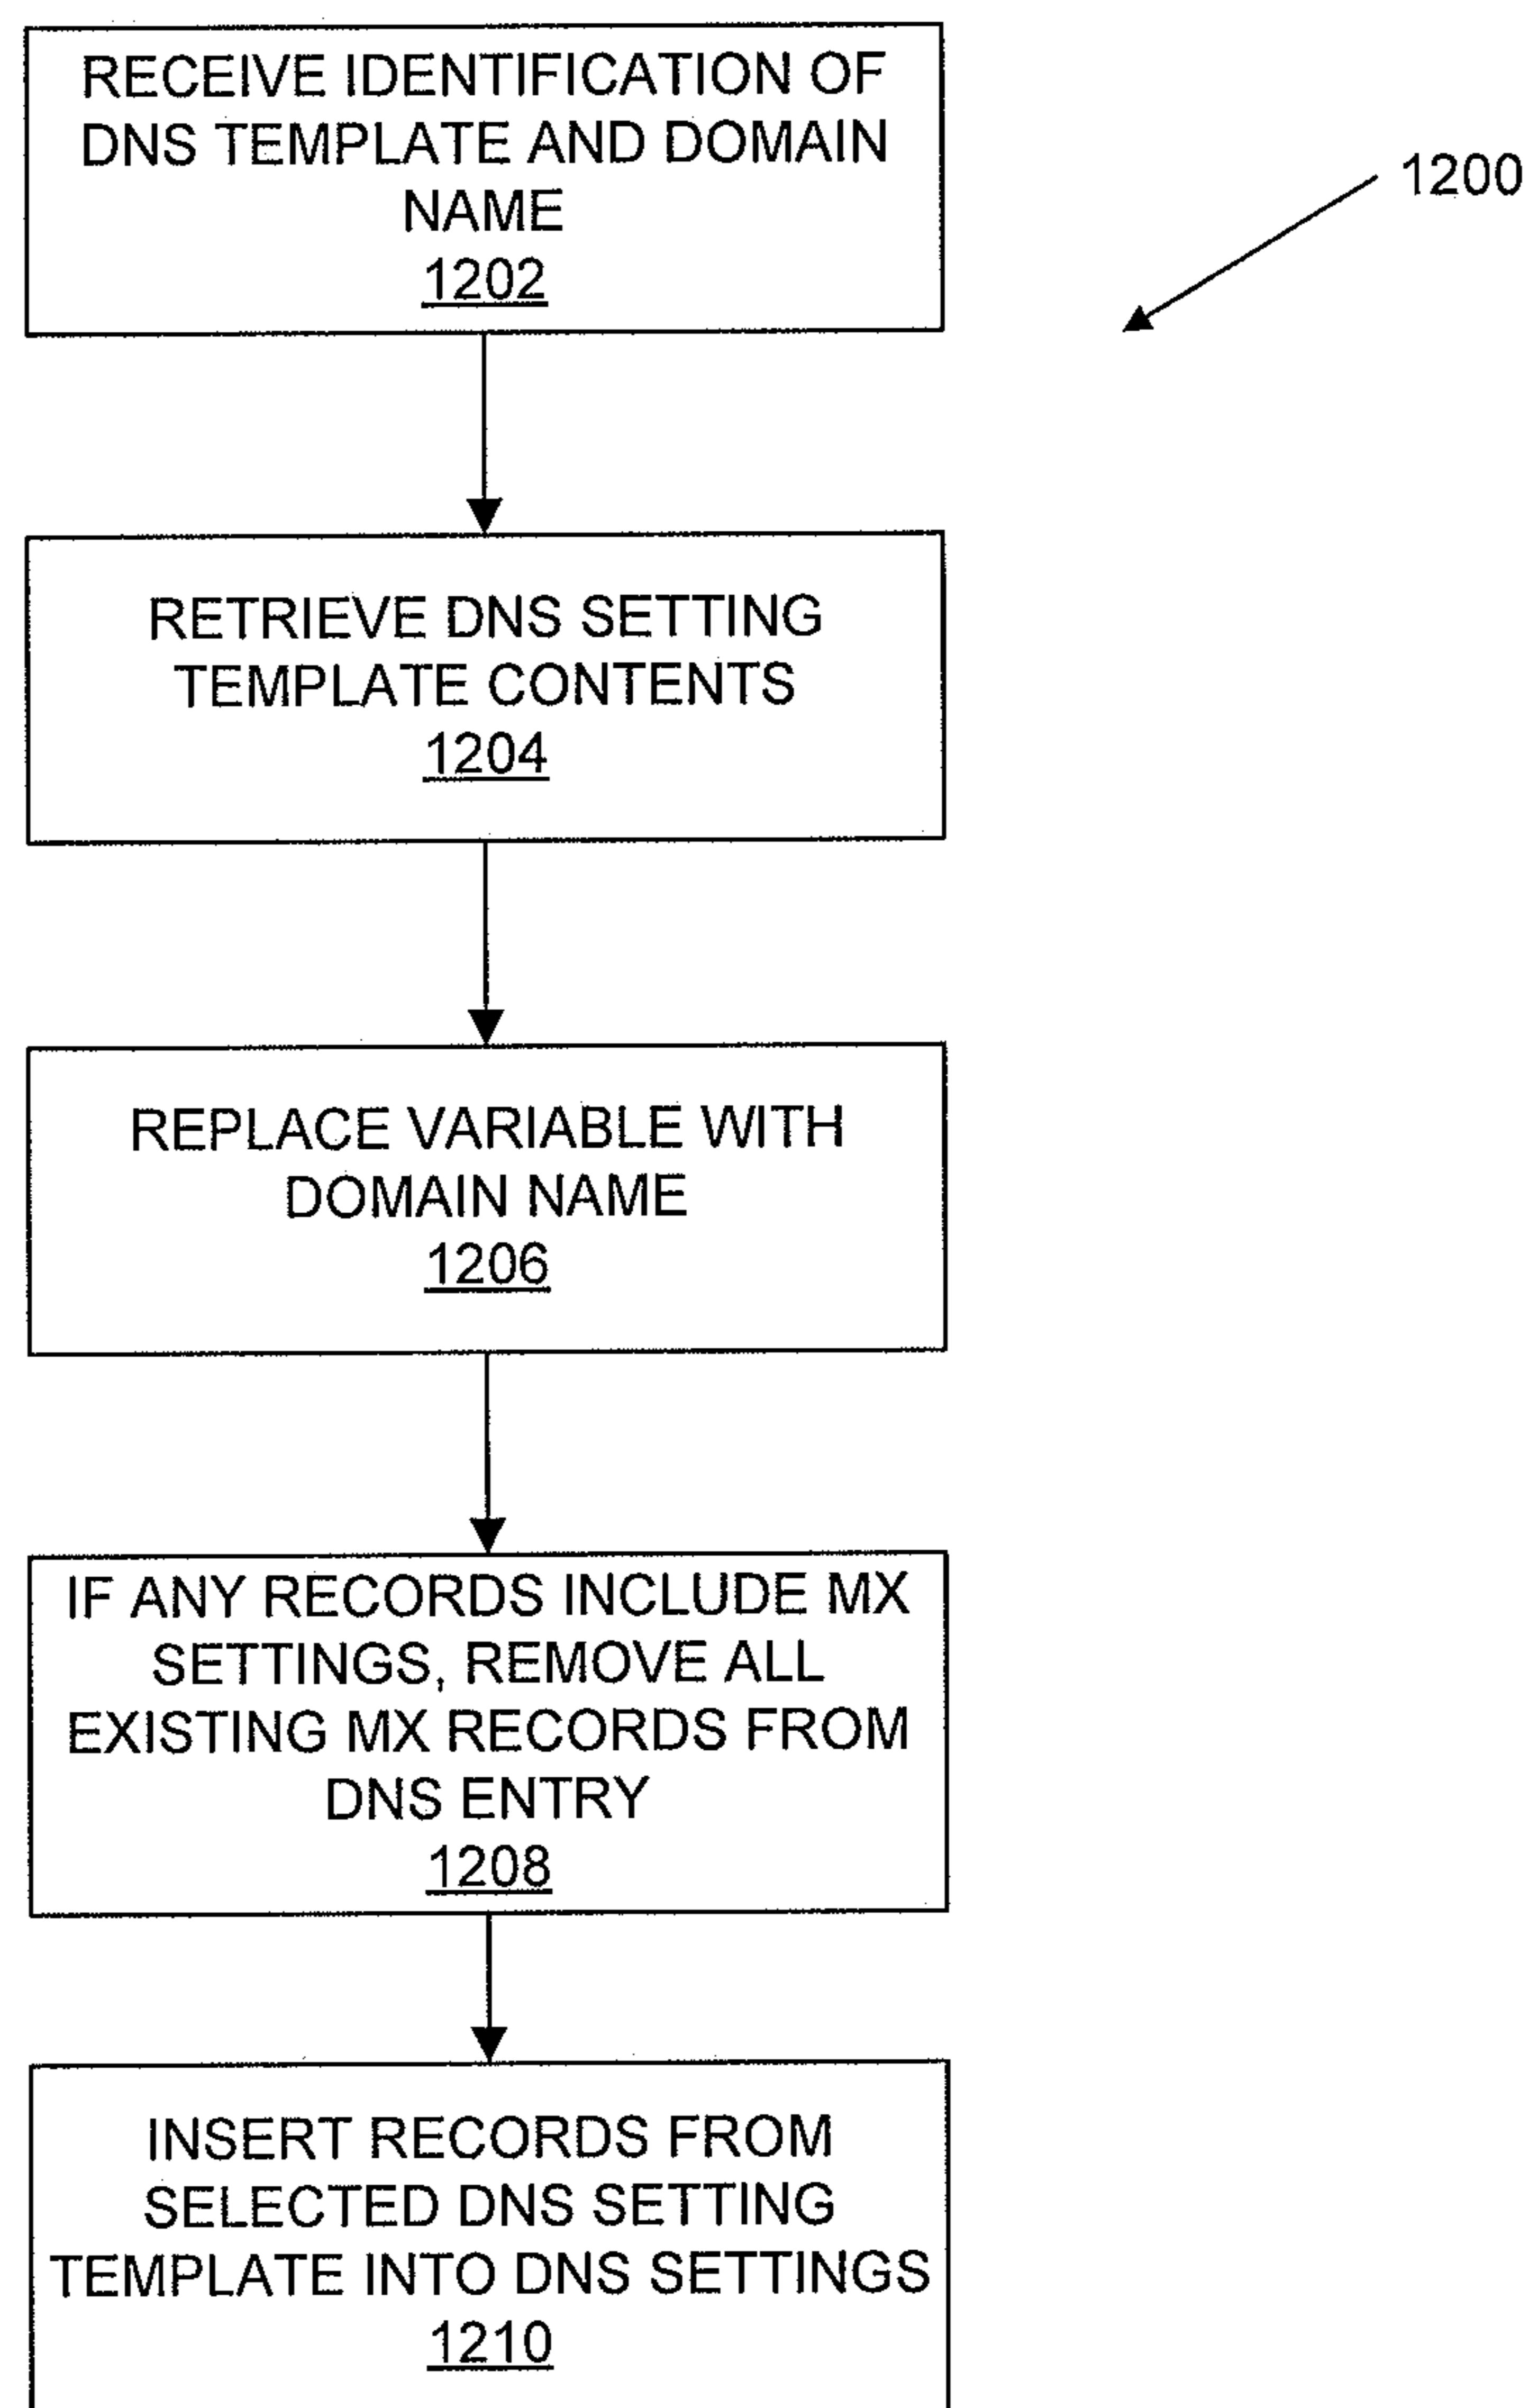 RECEIVE IDENTIFICATION OF
DNS TEMPLATE AND DOMAIN
NAME
1202
1200
RETRIEVE DNS SETTING
TEMPLATE CONTENTS
1204
REPLACE VARIABLE WITH
DOMAIN NAME
1206
IF ANY RECORDS INCLUDE MX
SETTINGS, REMOVE ALL
EXISTING MX RECORDS FROM
DNS ENTRY
1208
INSERT RECORDS FROM
SELECTED DNS SETTING
TEMPLATE INTO DNS SETTINGS
1210